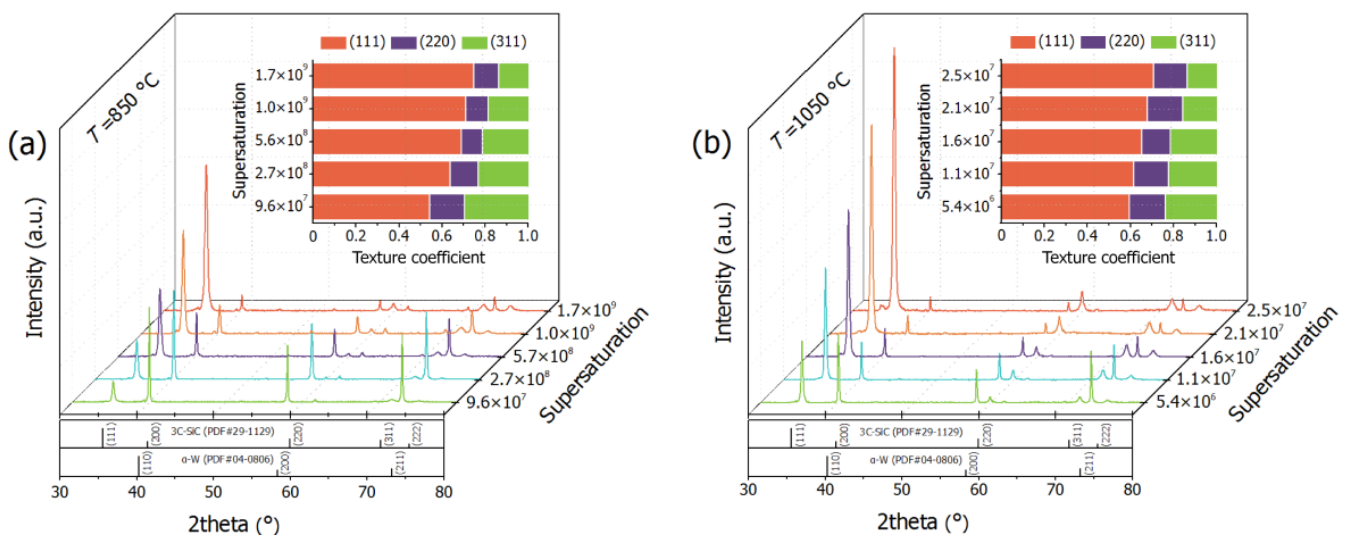 (a)
T =850 °C
(111) (220) (311)
Supersaturation
1.7×10⁹
1.0×10⁹
5.6×10⁸
2.7×10⁸
9.6×10⁷
0 0.2 0.4 0.6 0.8 1.0
Texture coefficient
Intensity (a.u.)
1.7×10⁹
1.0×10⁹
5.7×10⁸
2.7×10⁸
9.6×10⁷
Supersaturation
(111) (200) 3C-SiC (PDF#29-1129) (220) (311) (222)
(110) α-W (PDF#04-0806) (200) (211)
30 40 50 60 70 80
2theta (°)
(b)
T =1050 °C
(111) (220) (311)
Supersaturation
2.5×10⁷
2.1×10⁷
1.6×10⁷
1.1×10⁷
5.4×10⁶
0 0.2 0.4 0.6 0.8 1.0
Texture coefficient
Intensity (a.u.)
2.5×10⁷
2.1×10⁷
1.6×10⁷
1.1×10⁷
5.4×10⁶
Supersaturation
(111) (200) 3C-SiC (PDF#29-1129) (220) (311) (222)
(110) α-W (PDF#04-0806) (200) (211)
30 40 50 60 70 80
2theta (°)